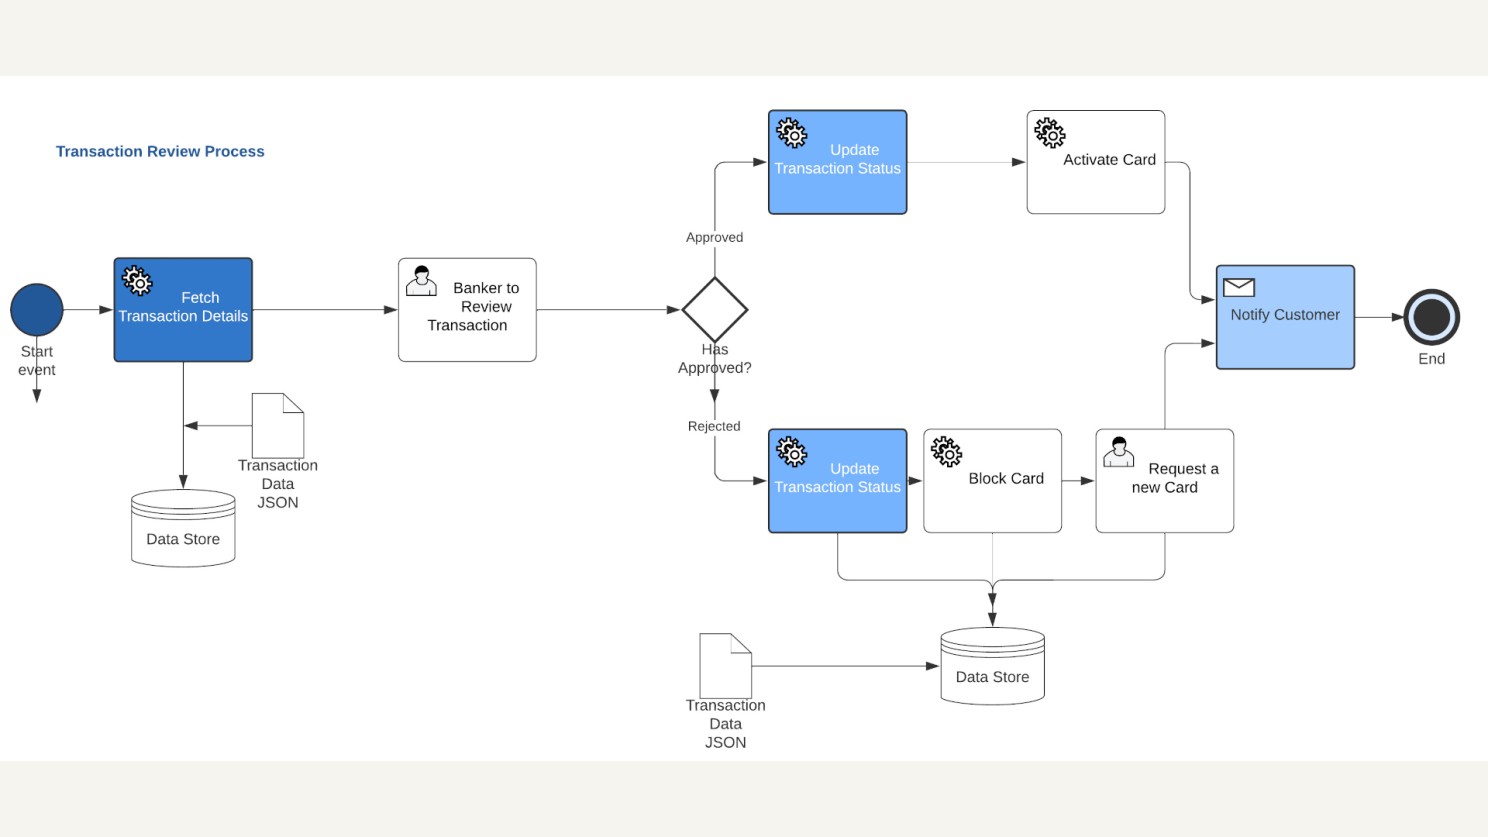 Transaction Review Process
Update
Transaction Status
Activate Card
Approved
Start
event
Fetch
Transaction Details
Banker to
Review
Transaction
Has
Approved?
Notify Customer
End
Transaction
Data
JSON
Data Store
Rejected
Update
Transaction Status
Block Card
Request a
new Card
Transaction
Data
JSON
Data Store